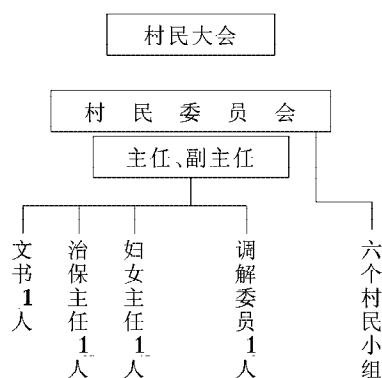 村民大会
村民委员会
主任、副主任
文书1人
治保主任1人
妇女主任1人
调解委员1人
六个村民小组